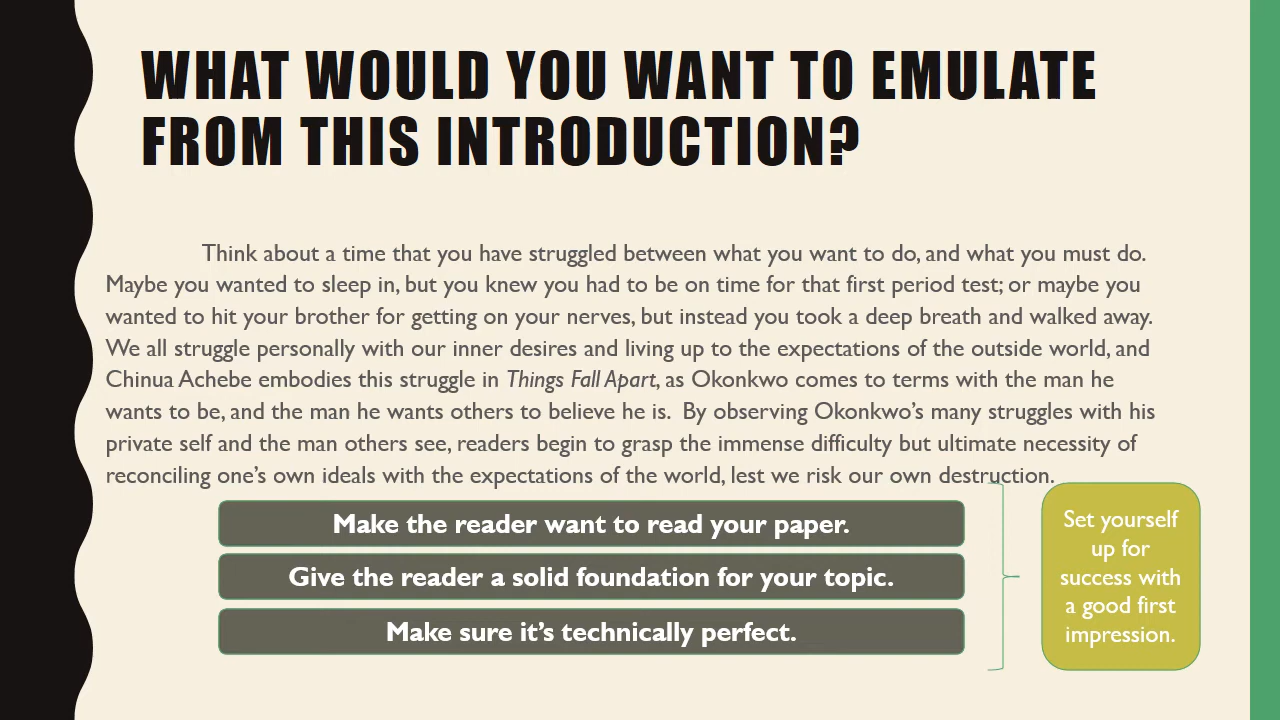 WHAT WOULD YOU WANT TO EMULATE
FROM THIS INTRODUCTION?
Think about a time that you have struggled between what you want to do, and what you must do.
Maybe you wanted to sleep in, but you knew you had to be on time for that first period test; or maybe you
wanted to hit your brother for getting on your nerves, but instead you took a deep breath and walked away.
We all struggle personally with our inner desires and living up to the expectations of the outside world, and
Chinua Achebe embodies this struggle in Things Fall Apart, as Okonkwo comes to terms with the man he
wants to be, and the man he wants others to believe he is.  By observing Okonkwo’s many struggles with his
private self and the man others see, readers begin to grasp the immense difficulty but ultimate necessity of
reconciling one’s own ideals with the expectations of the world, lest we risk our own destruction.
Make the reader want to read your paper.
Give the reader a solid foundation for your topic.
Make sure it’s technically perfect.
Set yourself
up for
success with
a good first
impression.